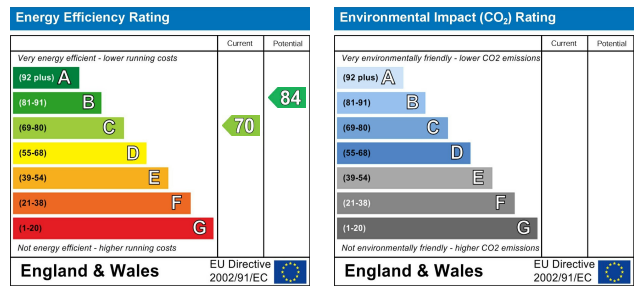 Energy Efficiency Rating
Current Potential
Very energy efficient - lower running costs
(92 plus) A
(81-91) B
84
(69-80) C
70
(55-68) D
(39-54) E
(21-38) F
(1-20) G
Not energy efficient - higher running costs
England & Wales
EU Directive
2002/91/EC
Environmental Impact (CO2) Rating
Current Potential
Very environmentally friendly - lower CO2 emissions
(92 plus) A
(81-91) B
(69-80) C
(55-68) D
(39-54) E
(21-38) F
(1-20) G
Not environmentally friendly - higher CO2 emissions
England & Wales
EU Directive
2002/91/EC